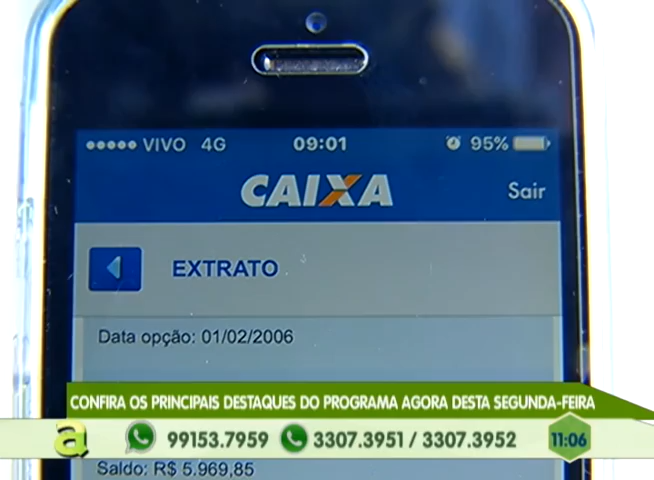 VIVO 4G 09:01 95%
CAIXA Sair
EXTRATO
Data opção: 01/02/2006
CONFIRA OS PRINCIPAIS DESTAQUES DO PROGRAMA AGORA DESTA SEGUNDA-FEIRA
a 99153.7959 3307.3951 / 3307.3952 11:06
Saldo: R$ 5.969,85